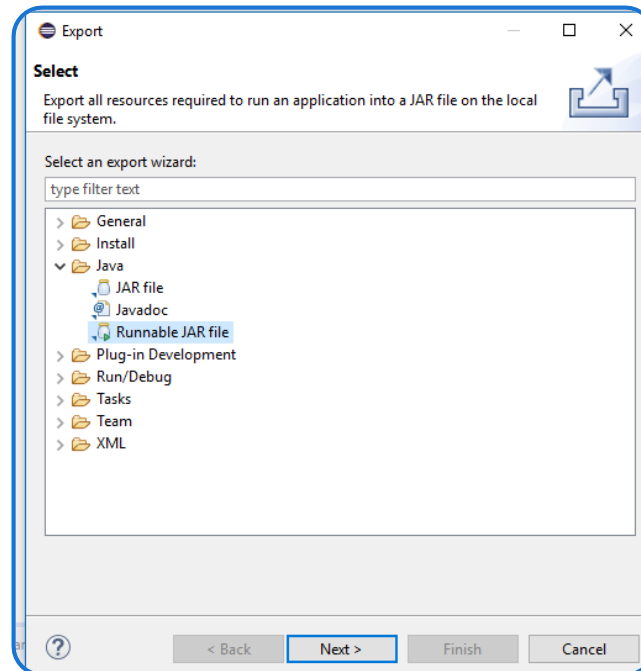 Export
Select
Export all resources required to run an application into a JAR file on the local
file system.
Select an export wizard:
type filter text
General
Install
Java
JAR file
Javadoc
Runnable JAR file
Plug-in Development
Run/Debug
Tasks
Team
XML
? < Back Next > Finish Cancel